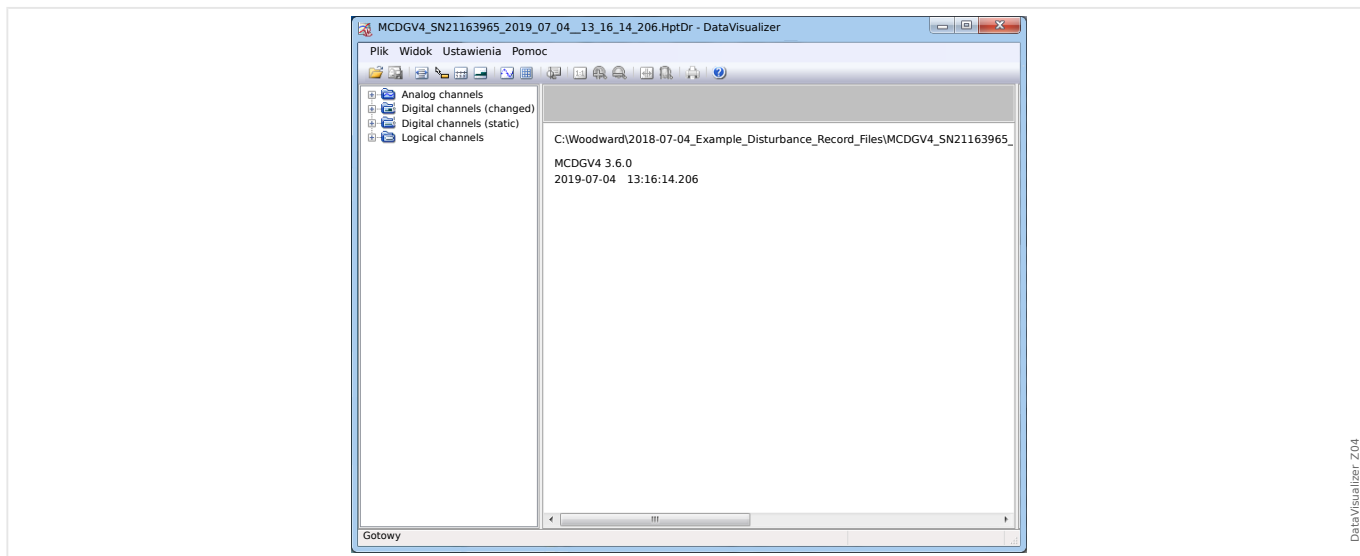 MCDGV4_SN21163965_2019_07_04__13_16_14_206.HptDr - DataVisualizer
Plik Widok Ustawienia Pomoc
Analog channels
Digital channels (changed)
Digital channels (static)
Logical channels
C:\Woodward\2018-07-04_Example_Disturbance_Record_Files\MCDGV4_SN21163965_
MCDGV4 3.6.0
2019-07-04 13:16:14.206
Gotowy
DataVisualizer Z04